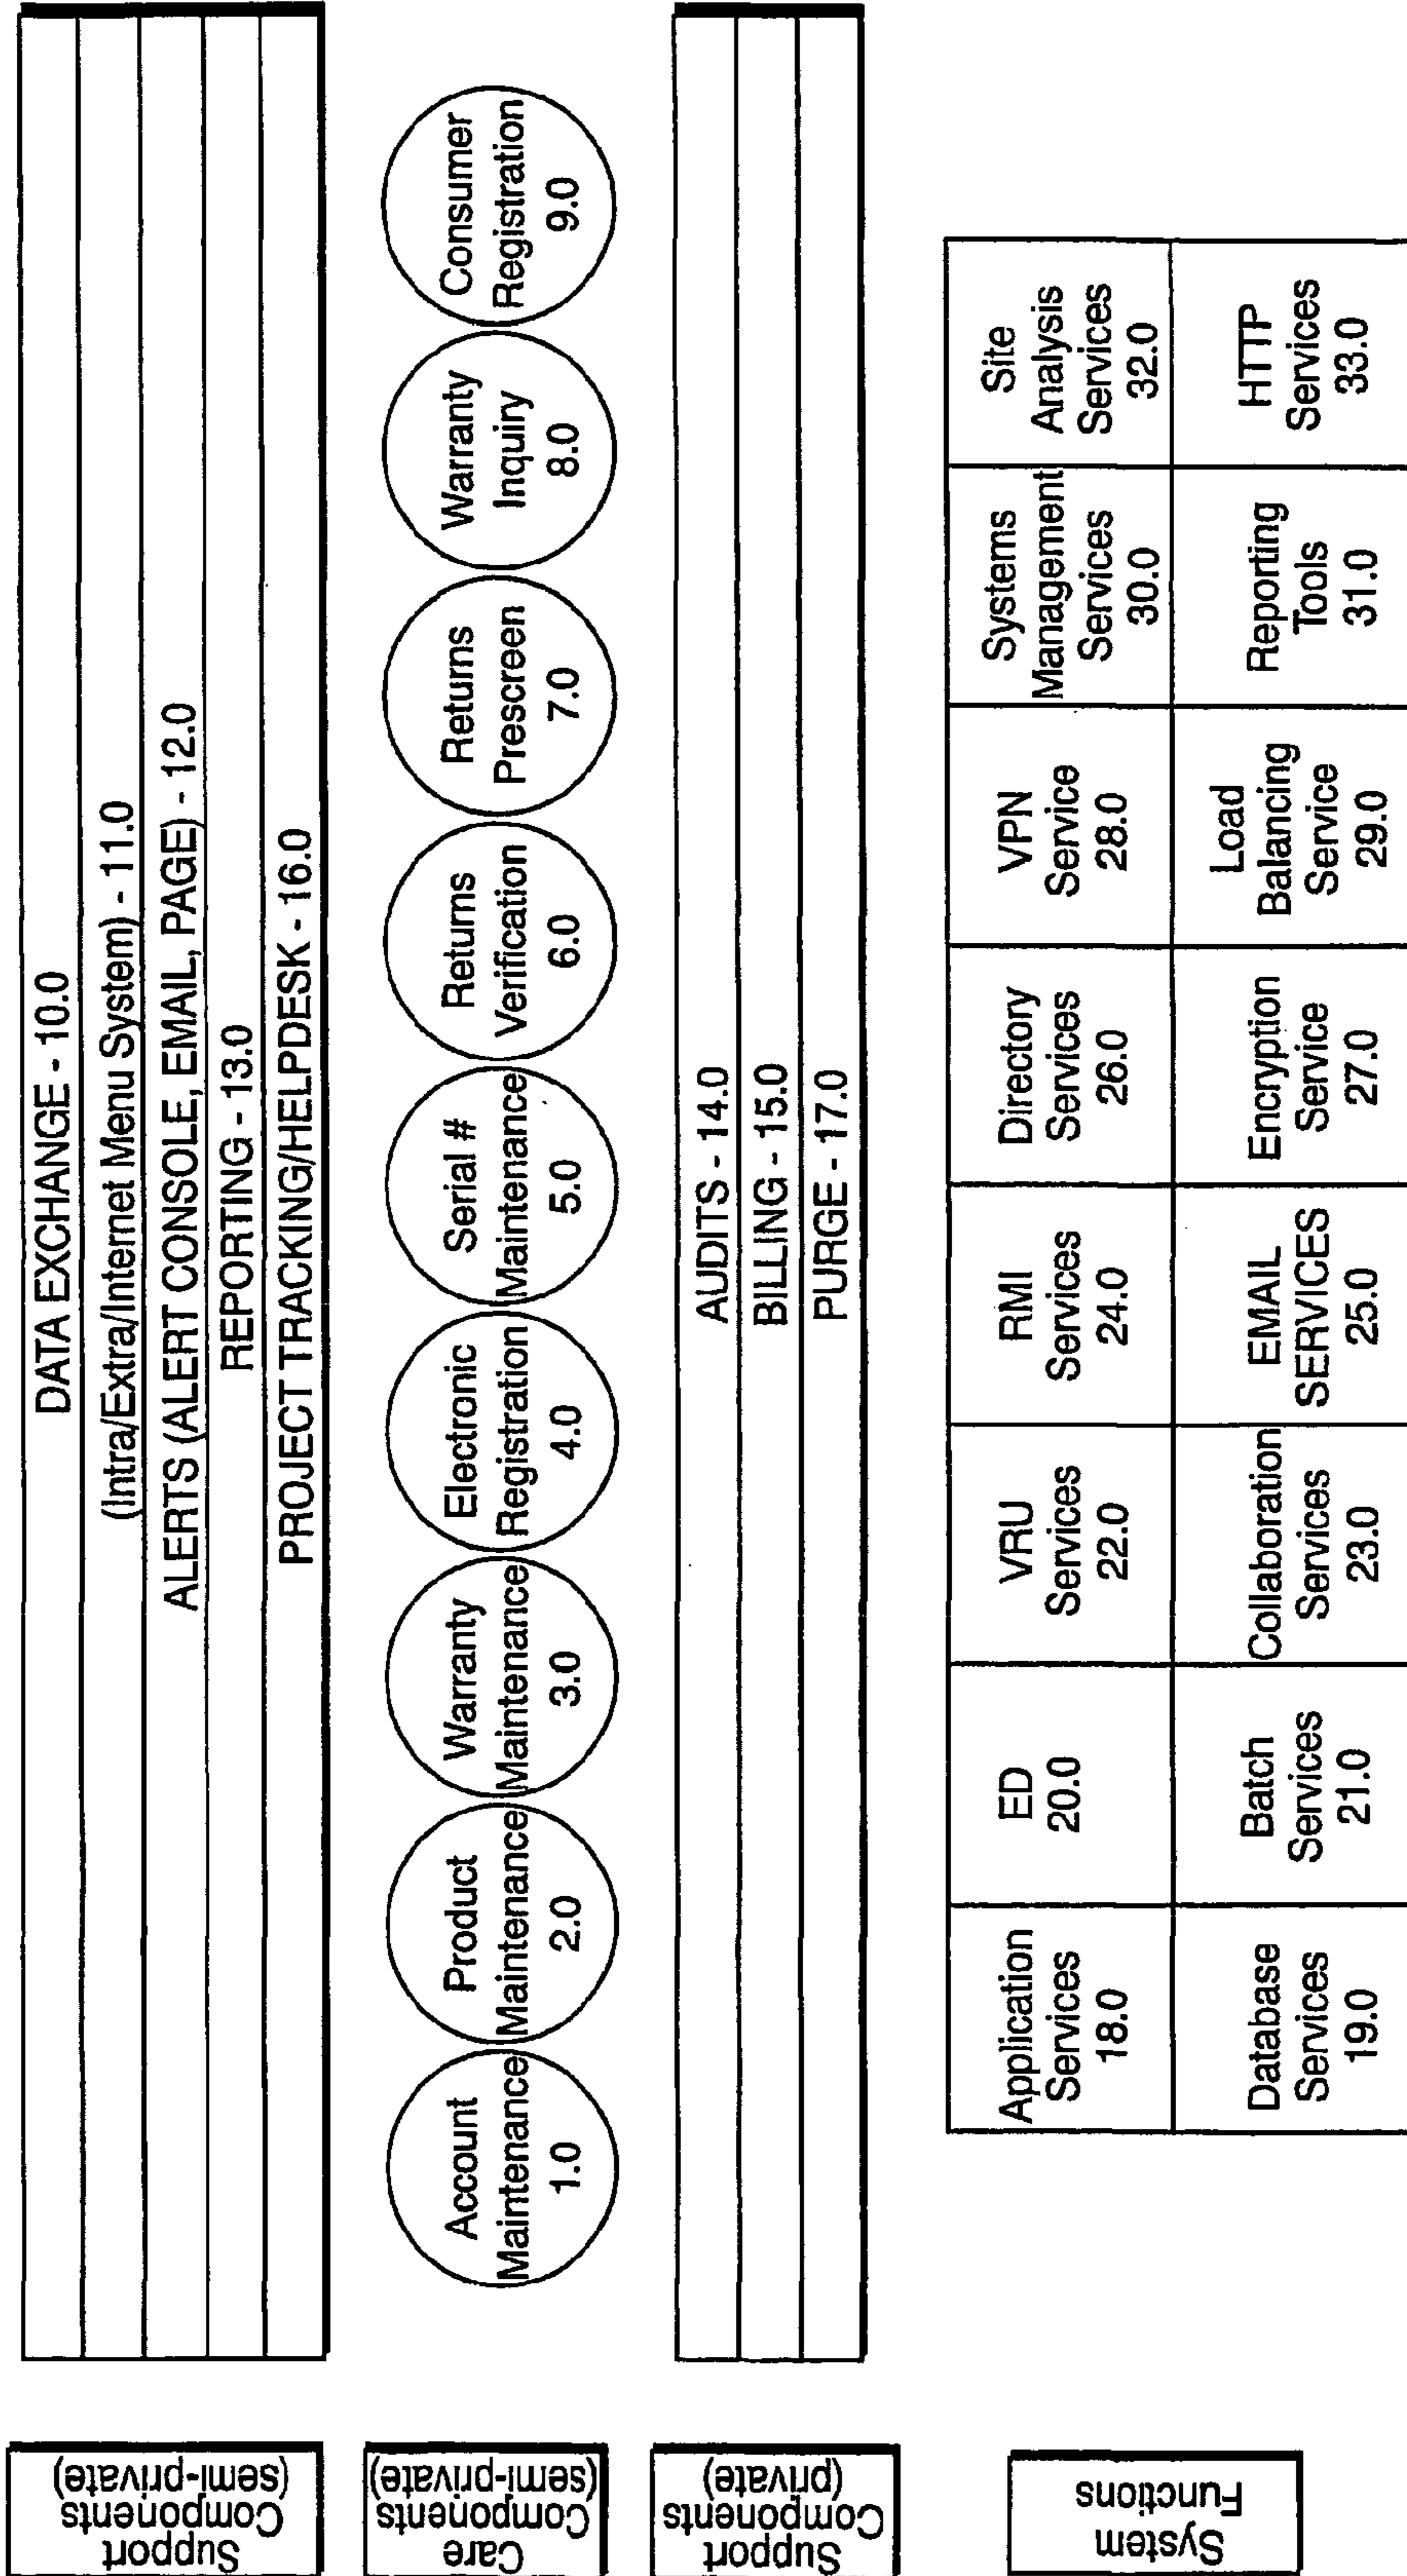 Support
Components
(semi-private)
DATA EXCHANGE - 10.0
(Intra/Extra/Internet Menu System) - 11.0
ALERTS (ALERT CONSOLE, EMAIL, PAGE) - 12.0
REPORTING - 13.0
PROJECT TRACKING/HELPDESK - 16.0
Care
Components
(semi-private)
Account
Maintenance
1.0
Product
Maintenance
2.0
Warranty
Maintenance
3.0
Electronic
Registration
4.0
Serial #
Maintenance
5.0
Returns
Verification
6.0
Returns
Prescreen
7.0
Warranty
Inquiry
8.0
Consumer
Registration
9.0
Support
Components
(private)
AUDITS - 14.0
BILLING - 15.0
PURGE - 17.0
System
Functions
Application
Services
18.0
ED
20.0
VRU
Services
22.0
RMI
Services
24.0
Directory
Services
26.0
VPN
Service
28.0
Systems
Management
Services
30.0
Site
Analysis
Services
32.0
Database
Services
19.0
Batch
Services
21.0
Collaboration
Services
23.0
EMAIL
SERVICES
25.0
Encryption
Service
27.0
Load
Balancing
Service
29.0
Reporting
Tools
31.0
HTTP
Services
33.0